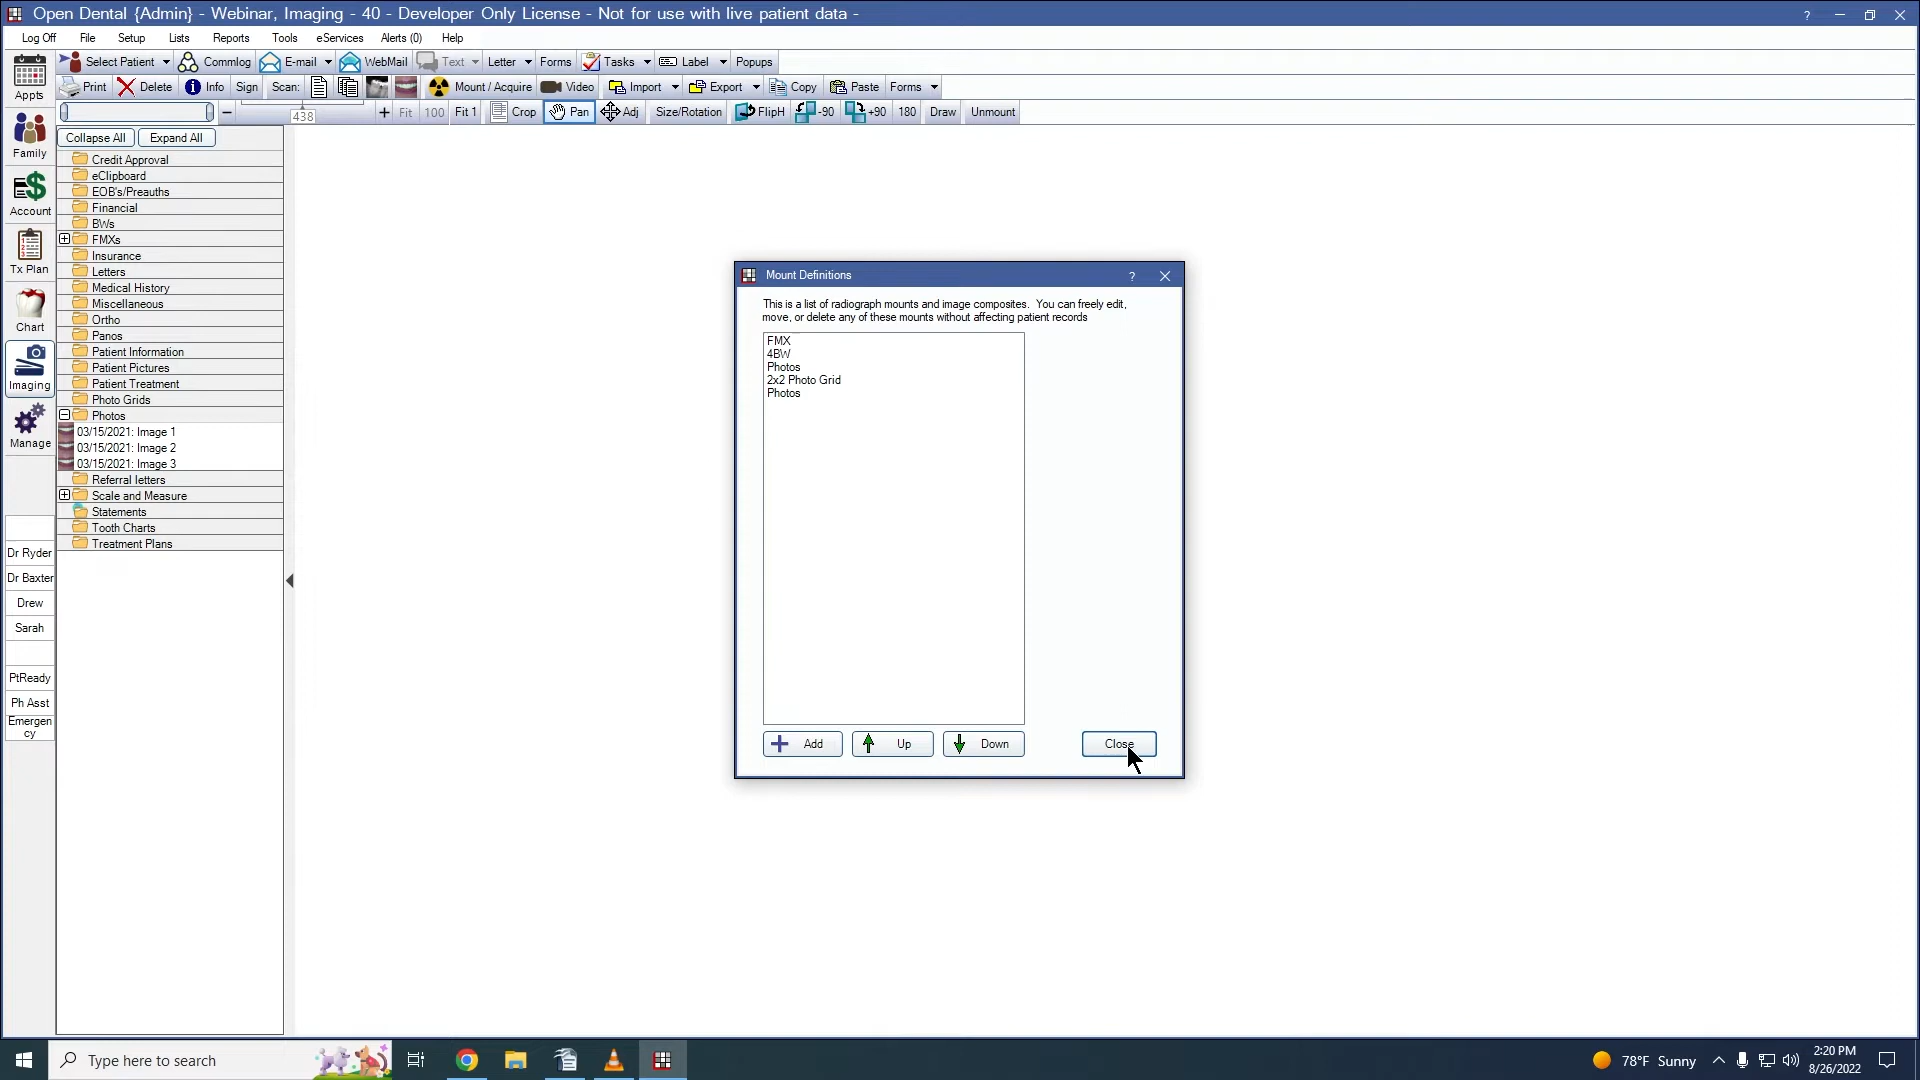 Open Dental {Admin} - Webinar, Imaging - 40 - Developer Only License - Not for use with live patient data -
Log Off File Setup Lists Reports Tools eServices Alerts (0) Help
Select Patient Commlog E-mail WebMail Text Letter Forms Tasks Label Popups
Print Delete Info Sign Scan: Mount / Acquire Video Import Export Copy Paste Forms
438 Fit 100 Fit 1 Crop Pan Adj Size/Rotation FlipH -90 +90 180 Draw Unmount
Appts
Family
Account
Tx Plan
Chart
Imaging
Manage
Dr Ryder
Dr Baxter
Drew
Sarah
PtReady
Ph Asst
Emergen
cy
Collapse All Expand All
Credit Approval
eClipboard
EOB's/Preauths
Financial
BWs
FMXs
Insurance
Letters
Medical History
Miscellaneous
Ortho
Panos
Patient Information
Patient Pictures
Patient Treatment
Photo Grids
Photos
03/15/2021: Image 1
03/15/2021: Image 2
03/15/2021: Image 3
Referral letters
Scale and Measure
Statements
Tooth Charts
Treatment Plans
Mount Definitions ?
This is a list of radiograph mounts and image composites. You can freely edit,
move, or delete any of these mounts without affecting patient records
FMX
4BW
Photos
2x2 Photo Grid
Photos
Add Up Down Close
Type here to search
78°F Sunny
2:20 PM
8/26/2022